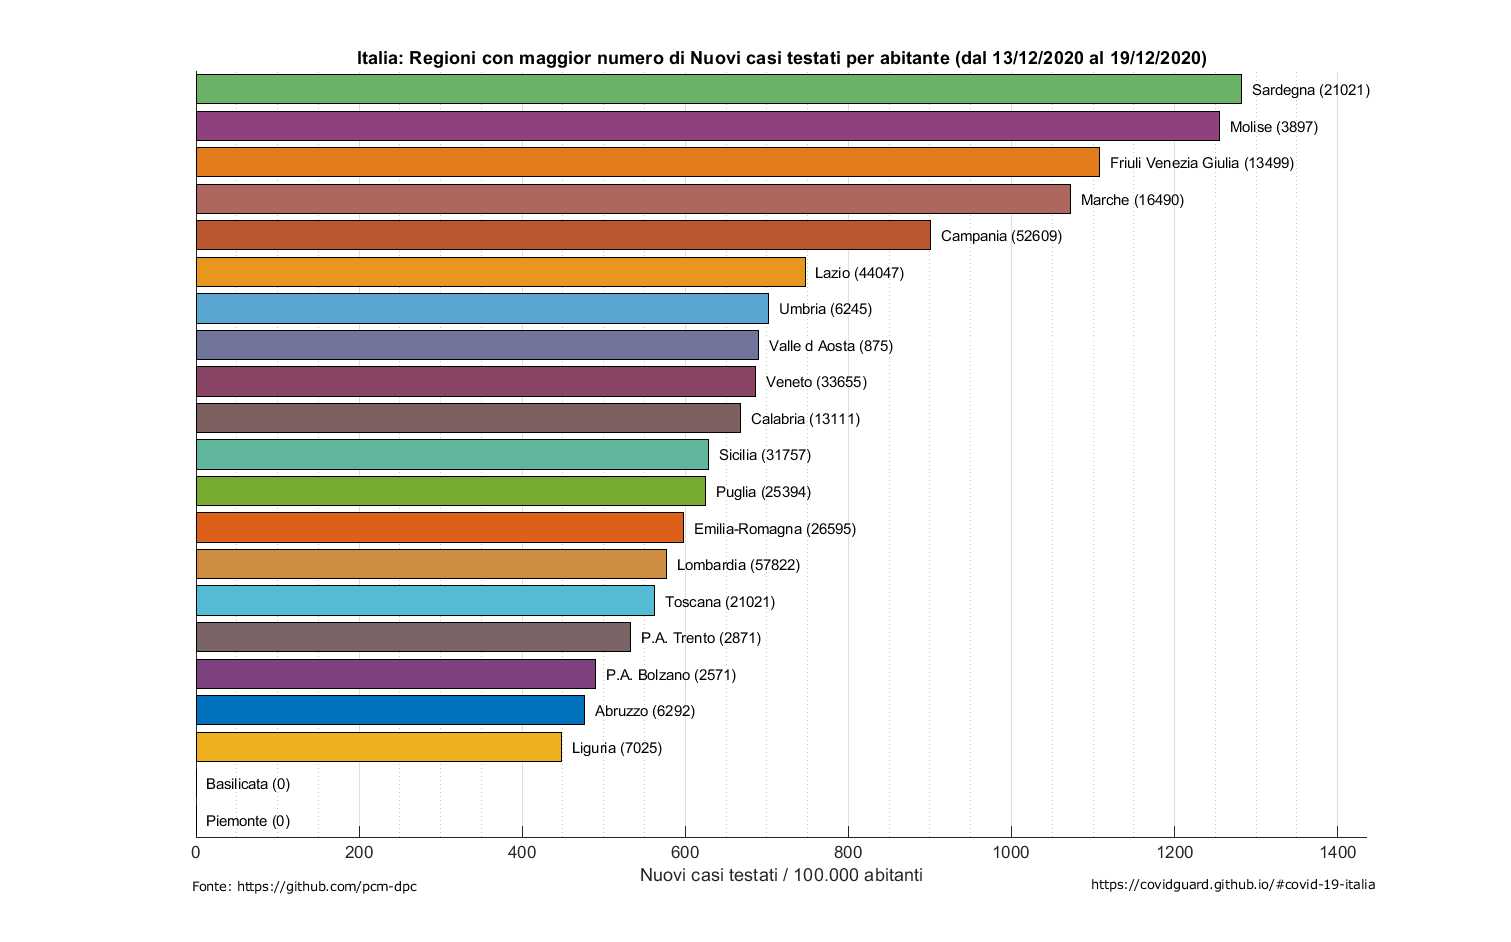 Italia: Regioni con maggior numero di Nuovi casi testati per abitante (dal 13/12/2020 al 19/12/2020)
Sardegna (21021)
Molise (3897)
Friuli Venezia Giulia (13499)
Marche (16490)
Campania (52609)
Lazio (44047)
Umbria (6245)
Valle d Aosta (875)
Veneto (33655)
Calabria (13111)
Sicilia (31757)
Puglia (25394)
Emilia-Romagna (26595)
Lombardia (57822)
Toscana (21021)
P.A. Trento (2871)
P.A. Bolzano (2571)
Abruzzo (6292)
Liguria (7025)
Basilicata (0)
Piemonte (0)
0 200 400 600 800 1000 1200 1400
Nuovi casi testati / 100.000 abitanti
Fonte: https://github.com/pcm-dpc
https://covidguard.github.io/#covid-19-italia